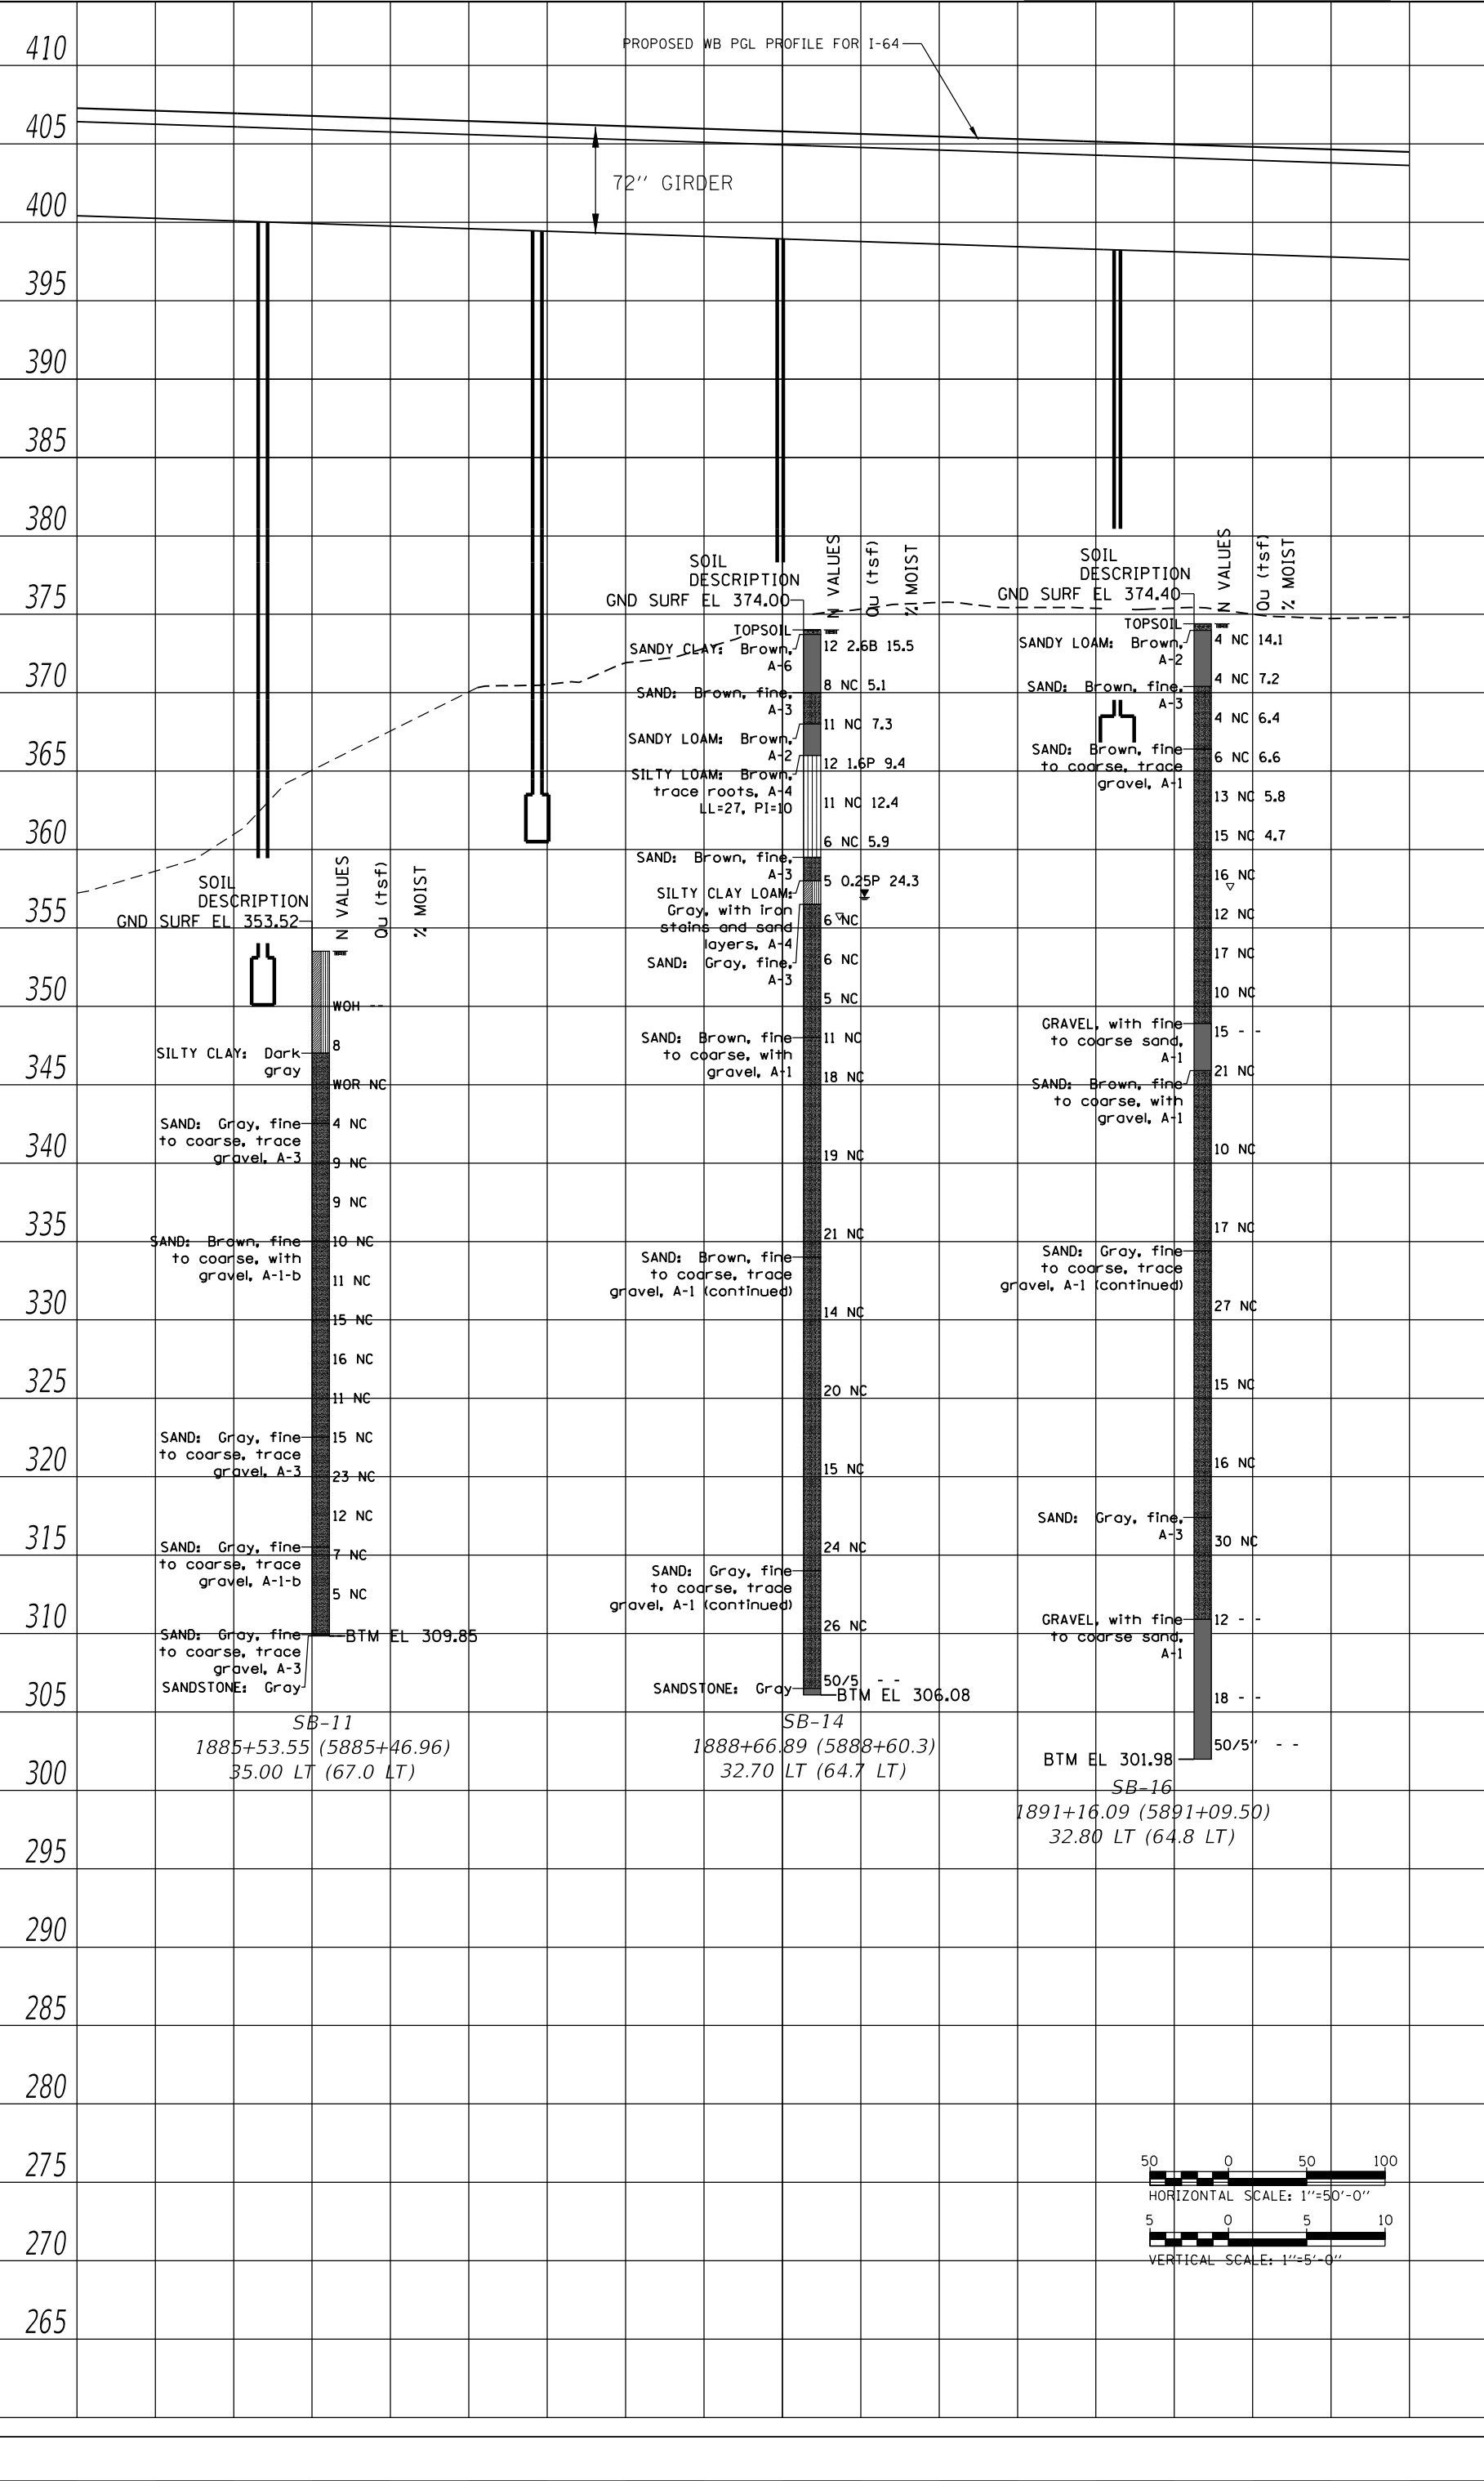 PROPOSED WB PGL PROFILE FOR I-64
72'' GIRDER
410
405
400
395
390
385
380
375
370
365
360
355
350
345
340
335
330
325
320
315
310
305
300
295
290
285
280
275
270
265
SOIL
DESCRIPTION
GND SURF EL 353.52
N VALUES
Qu (tsf)
% MOIST
WOH --
8
SILTY CLAY: Dark
gray
WOR NC
SAND: Gray, fine
to coarse, trace
gravel, A-3
4 NC
9 NC
9 NC
SAND: Brown, fine
to coarse, with
gravel, A-1-b
10 NC
11 NC
15 NC
16 NC
11 NC
SAND: Gray, fine
to coarse, trace
gravel, A-3
15 NC
23 NC
12 NC
SAND: Gray, fine
to coarse, trace
gravel, A-1-b
7 NC
5 NC
SAND: Gray, fine
to coarse, trace
gravel, A-3
SANDSTONE: Gray
BTM EL 309.85
SB-11
1885+53.55 (5885+46.96)
35.00 LT (67.0 LT)
SOIL
DESCRIPTION
GND SURF EL 374.00
N VALUES
Qu (tsf)
% MOIST
TOPSOIL
SANDY CLAY: Brown,
A-6
12 2.6B 15.5
8 NC 5.1
SAND: Brown, fine,
A-3
11 NC 7.3
SANDY LOAM: Brown,
A-2
12 1.6P 9.4
SILTY LOAM: Brown,
trace roots, A-4
LL=27, PI=10
11 NC 12.4
6 NC 5.9
SAND: Brown, fine,
A-3
5 0.25P 24.3
SILTY CLAY LOAM:
Gray, with iron
stains and sand
layers, A-4
6 NC
SAND: Gray, fine,
A-3
6 NC
5 NC
SAND: Brown, fine
to coarse, with
gravel, A-1
11 NC
18 NC
19 NC
21 NC
SAND: Brown, fine
to coarse, trace
gravel, A-1 (continued)
14 NC
20 NC
15 NC
24 NC
SAND: Gray, fine
to coarse, trace
gravel, A-1 (continued)
26 NC
50/5 - -
SANDSTONE: Gray
BTM EL 306.08
SB-14
1888+66.89 (5888+60.3)
32.70 LT (64.7 LT)
SOIL
DESCRIPTION
GND SURF EL 374.40
N VALUES
Qu (tsf)
% MOIST
TOPSOIL
SANDY LOAM: Brown,
A-2
4 NC 14.1
4 NC 7.2
SAND: Brown, fine,
A-3
4 NC 6.4
SAND: Brown, fine
to coarse, trace
gravel, A-1
6 NC 6.6
13 NC 5.8
15 NC 4.7
16 NC
12 NC
17 NC
10 NC
GRAVEL, with fine
to coarse sand,
A-1
15 - -
21 NC
SAND: Brown, fine
to coarse, with
gravel, A-1
10 NC
17 NC
SAND: Gray, fine
to coarse, trace
gravel, A-1 (continued)
27 NC
15 NC
16 NC
SAND: Gray, fine,
A-3
30 NC
GRAVEL, with fine
to coarse sand,
A-1
12 - -
18 - -
50/5'' - -
BTM EL 301.98
SB-16
1891+16.09 (5891+09.50)
32.80 LT (64.8 LT)
50 0 50 100
HORIZONTAL SCALE: 1''=50'-0''
5 0 5 10
VERTICAL SCALE: 1''=5'-0''